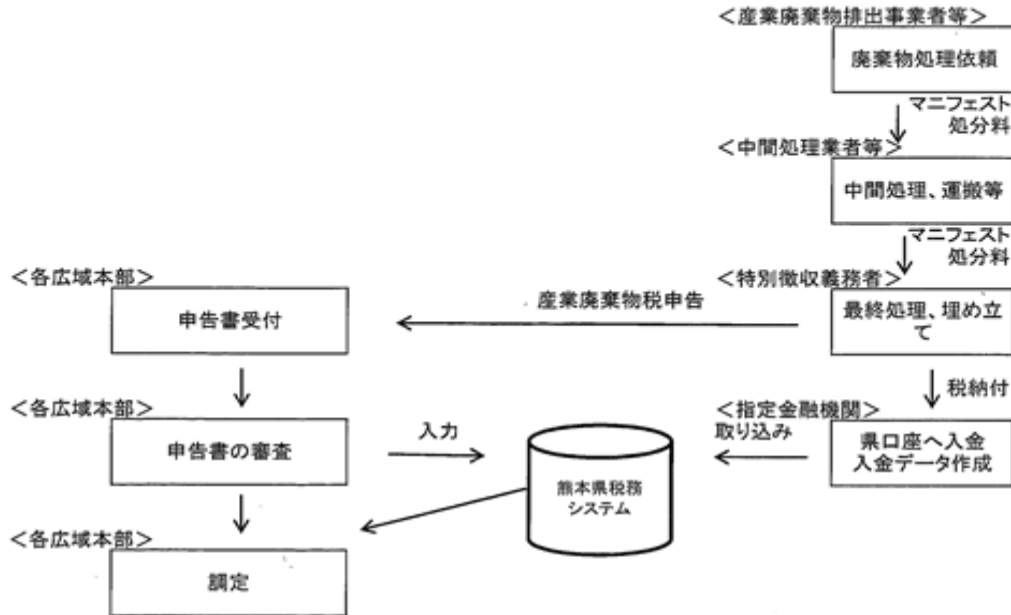 ＜産業廃棄物排出事業者等＞
廃棄物処理依頼
マニフェスト
処分料
＜中間処理業者等＞
中間処理、運搬等
マニフェスト
処分料
＜特別徴収義務者＞
最終処理、埋め立
て
産業廃棄物税申告
＜各広域本部＞
申告書受付
税納付
＜各広域本部＞
申告書の審査
入力
熊本県税務
システム
＜指定金融機関＞
取り込み
県口座へ入金
入金データ作成
＜各広域本部＞
調定